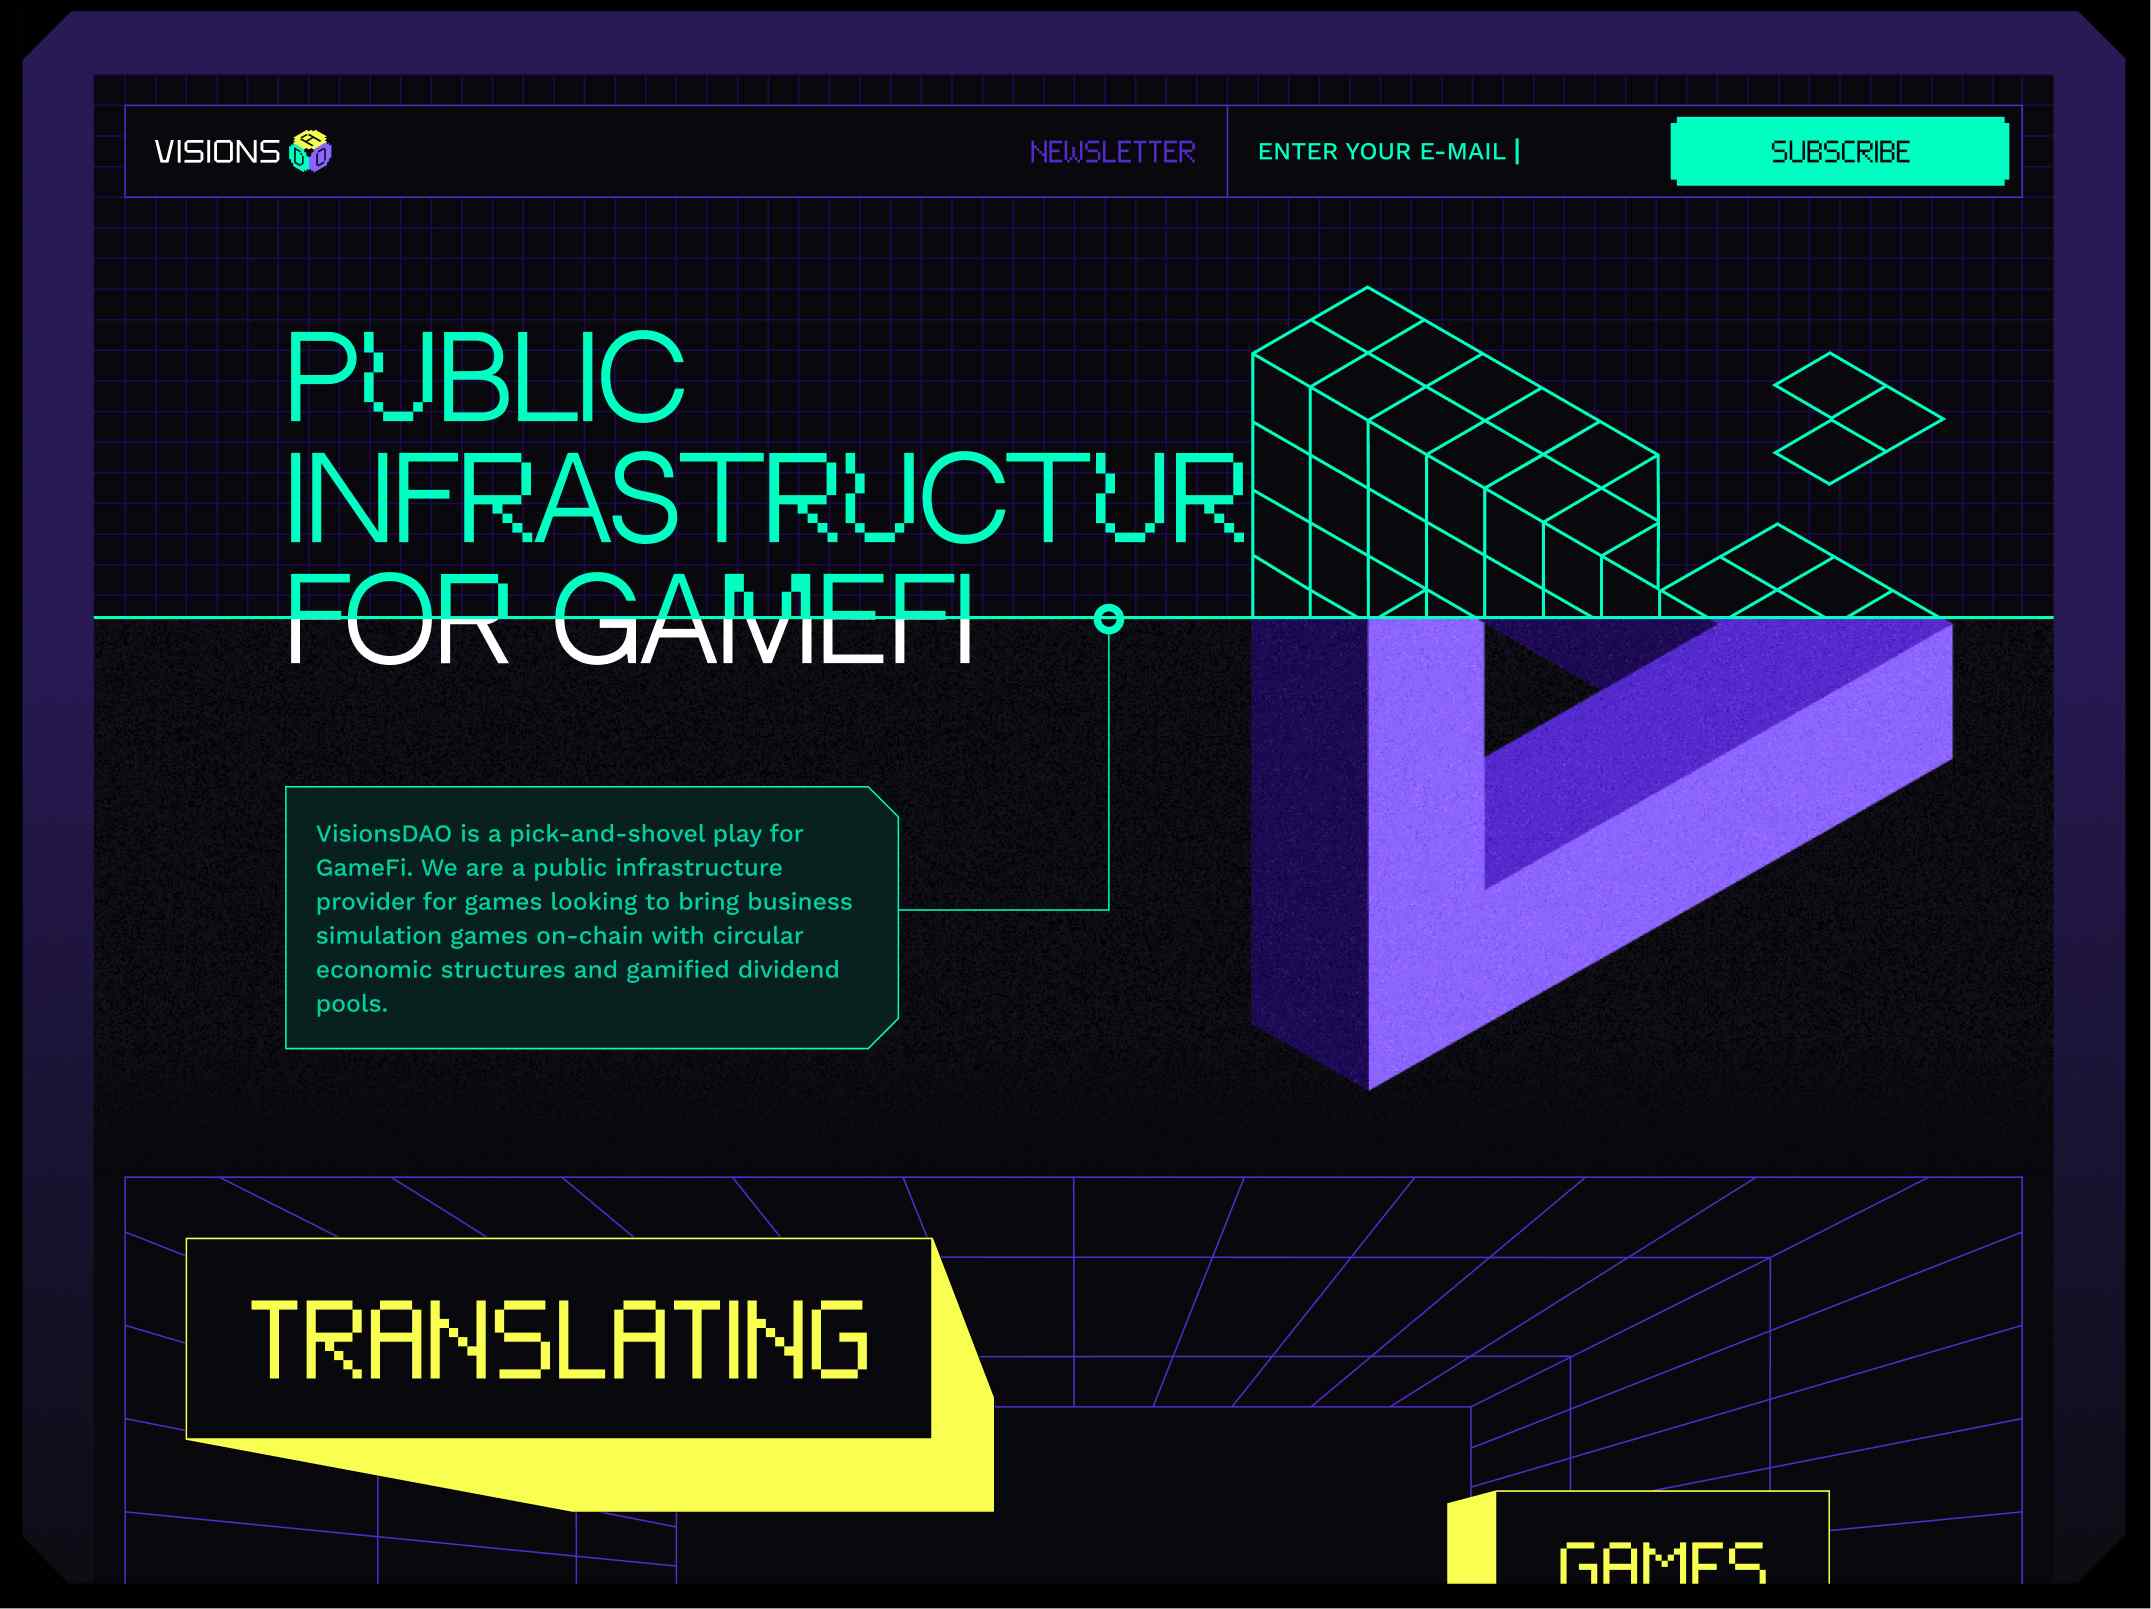 VISIONS DAO
NEWSLETTER
ENTER YOUR E-MAIL
SUBSCRIBE
PUBLIC
INFRASTRUCTUR
FOR GAMEFI
VisionsDAO is a pick-and-shovel play for
GameFi. We are a public infrastructure
provider for games looking to bring business
simulation games on-chain with circular
economic structures and gamified dividend
pools.
TRANSLATING
GAMES